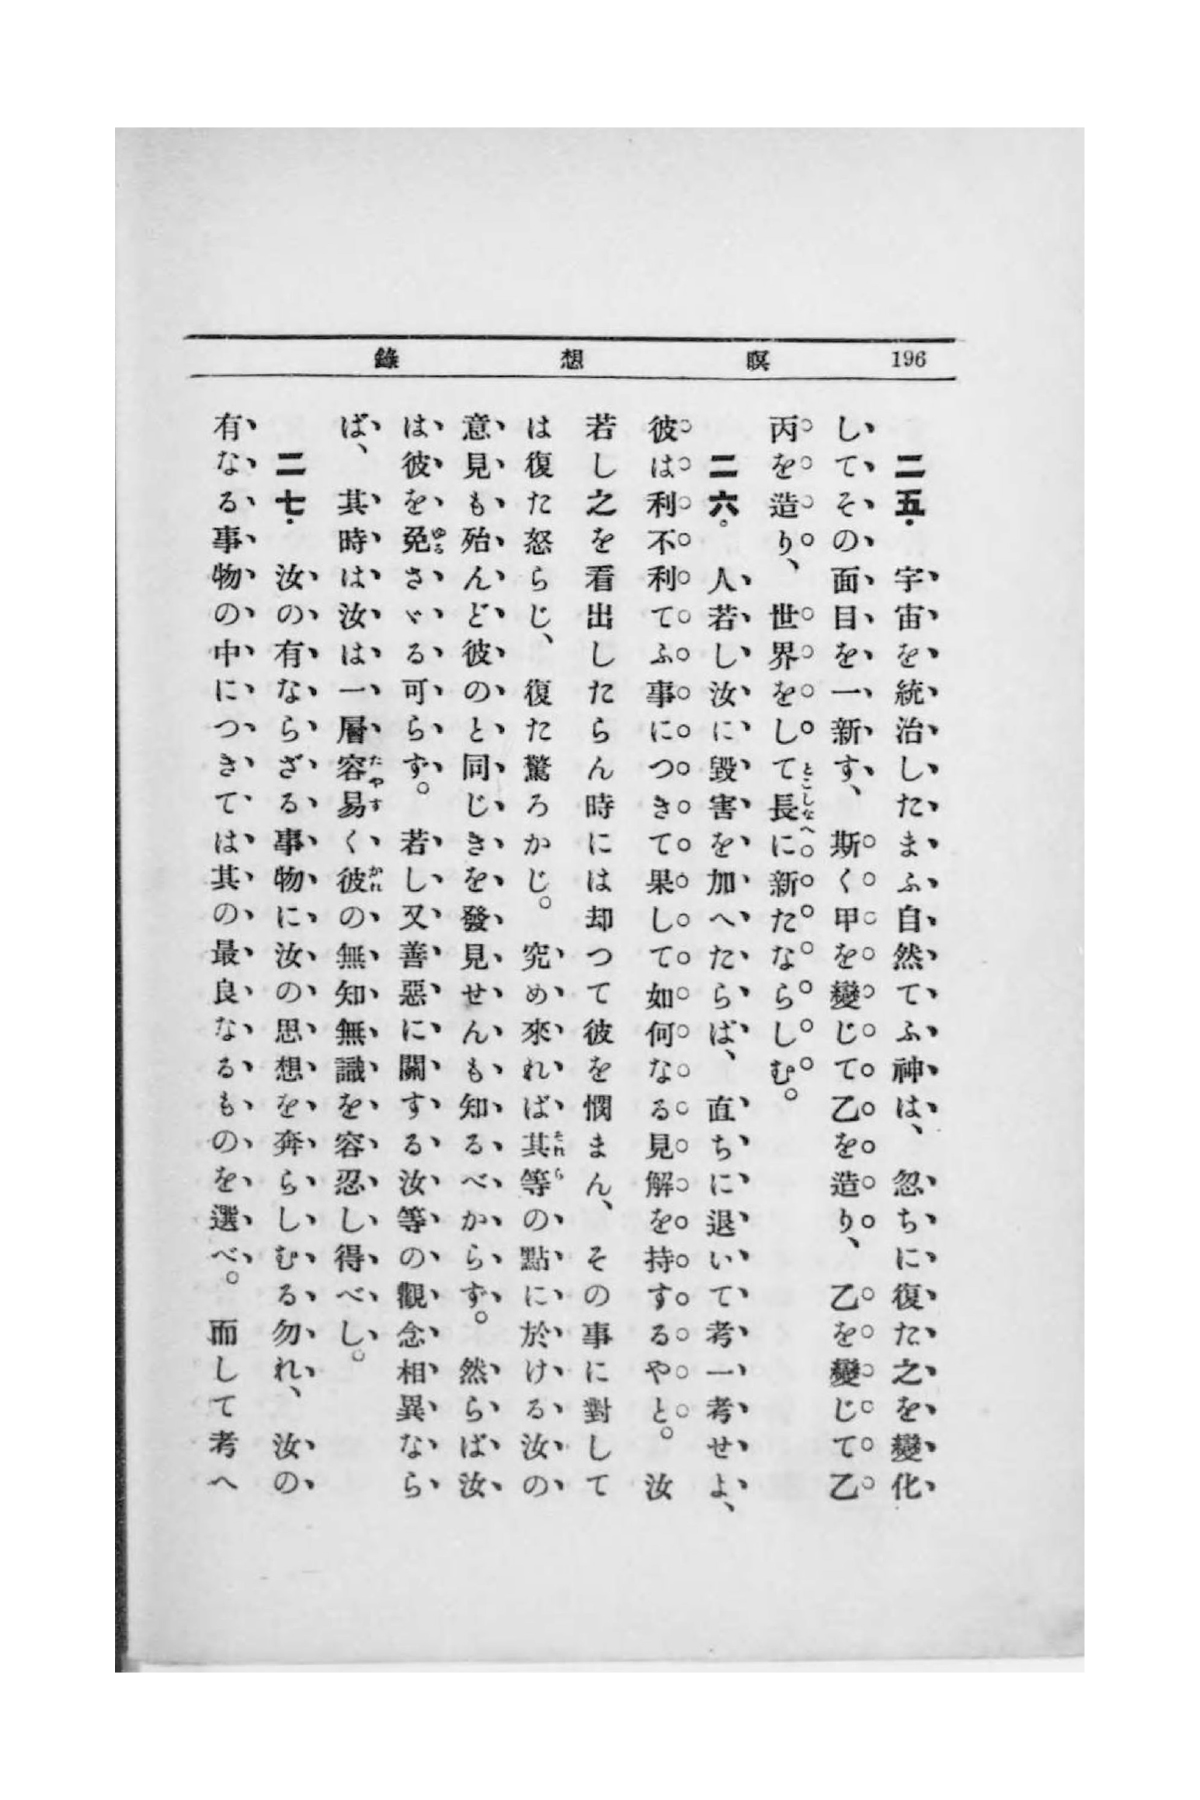 196 瞑想錄
二五．宇宙を統治したまふ自然てふ神は、忽ちに復た之を變化
してその面目を一新す、斯く甲を變じて乙を造り、乙を變じて乙
丙を造り、世界をして長に新たならしむ。
二六。人若し汝に毀害を加へたらば、直ちに退いて考一考せよ、
彼は利不利てふ事につきて果して如何なる見解を持するやと。汝
若し之を看出したらん時には却つて彼を憫まん、その事に對して
は復た怒らじ、復た驚ろかじ。究め來れば其等の點に於ける汝の
意見も殆んど彼のと同じきを發見せんも知るべからず。然らば汝
は彼を免さゞる可らず。若し又善惡に關する汝等の觀念相異なら
ば、其時は汝は一層容易く彼の無知無識を容忍し得べし。
二七．汝の有ならざる事物に汝の思想を奔らしむる勿れ、汝の
有なる事物の中につきては其の最良なるものを選べ。而して考へ